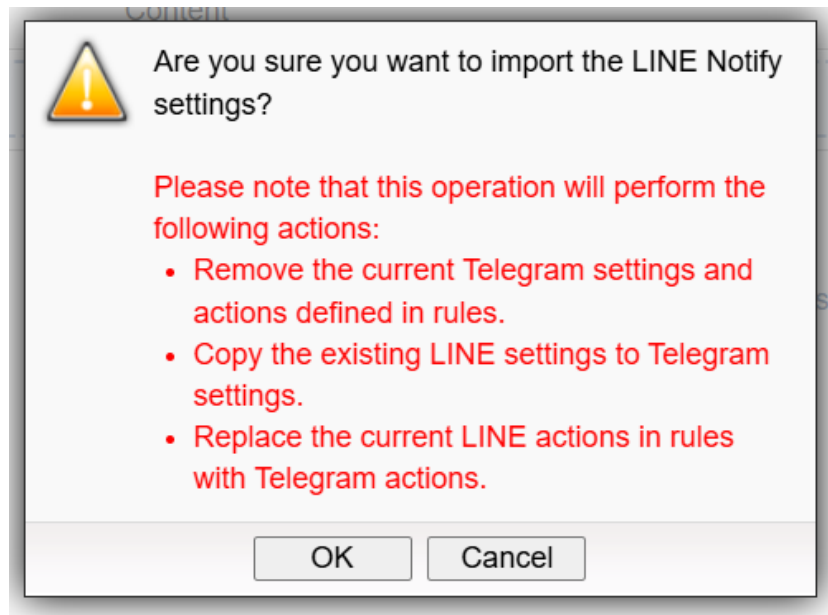 Content
Are you sure you want to import the LINE Notify
settings?
Please note that this operation will perform the
following actions:
• Remove the current Telegram settings and
actions defined in rules.
• Copy the existing LINE settings to Telegram
settings.
• Replace the current LINE actions in rules
with Telegram actions.
OK
Cancel